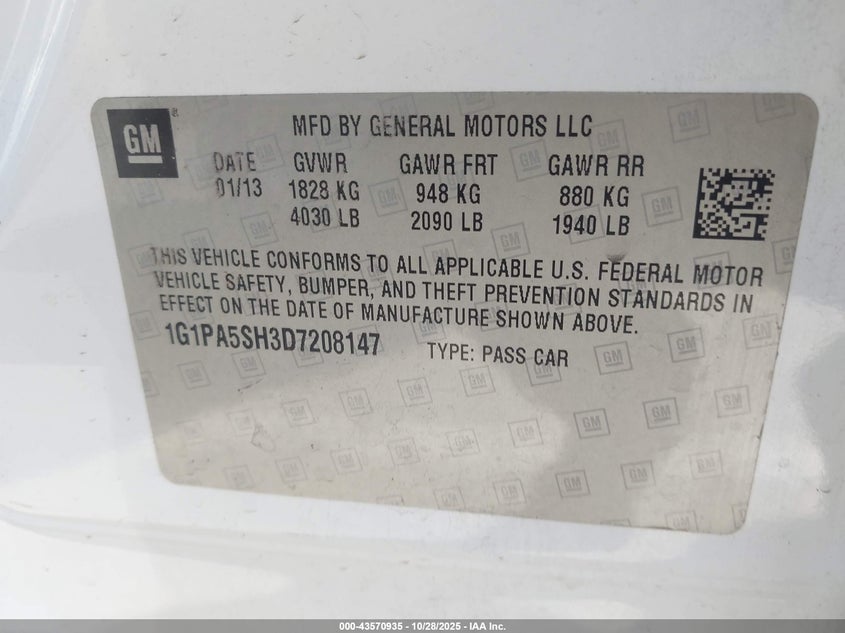 GM ®
MFD BY GENERAL MOTORS LLC
DATE GVWR GAWR FRT GAWR RR
01/13 1828 KG 948 KG 880 KG
4030 LB 2090 LB 1940 LB
THIS VEHICLE CONFORMS TO ALL APPLICABLE U.S. FEDERAL MOTOR
VEHICLE SAFETY, BUMPER, AND THEFT PREVENTION STANDARDS IN
EFFECT ON THE DATE OF MANUFACTURE SHOWN ABOVE.
1G1PA5SH3D7208147 TYPE: PASS CAR
000-43570935 | 10/28/2025 | IAA Inc.